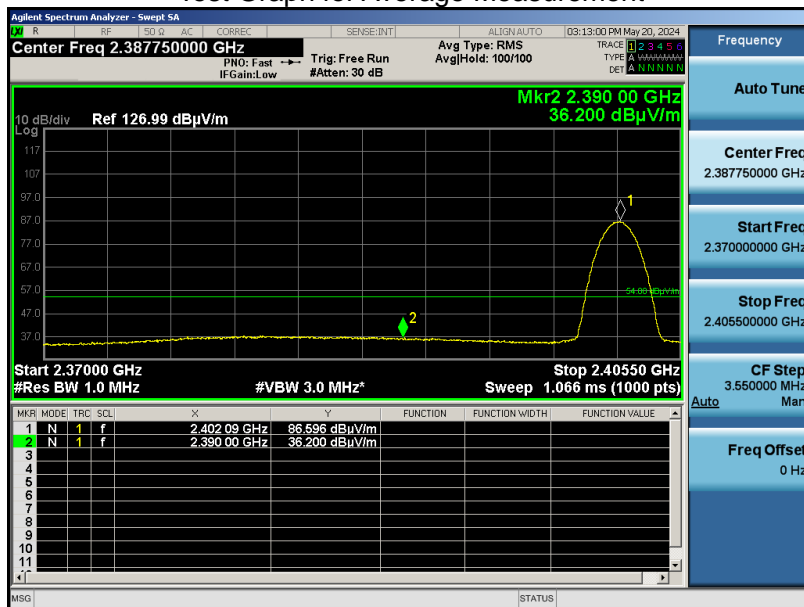 Test Graph for Average Measurement
Agilent Spectrum Analyzer - Swept SA
LXI R RF 50 Ω AC CORREC SENSE:INT ALIGN AUTO 03:13:00 PM May 20, 2024
Center Freq 2.387750000 GHz
PNO: Fast
IFGain:Low
Trig: Free Run
#Atten: 30 dB
Avg Type: RMS
Avg|Hold: 100/100
TRACE 1 2 3 4 5 6
TYPE A WWWWW
DET A N N N N N
Mkr2 2.390 00 GHz
36.200 dBµV/m
10 dB/div Ref 126.99 dBµV/m
Log
117
107
97.0
87.0
77.0
67.0
57.0
47.0
37.0
1
54.00 dBµV/m
2
Start 2.37000 GHz Stop 2.40550 GHz
#Res BW 1.0 MHz #VBW 3.0 MHz* Sweep 1.066 ms (1000 pts)
MKR MODE TRC SCL X Y FUNCTION FUNCTION WIDTH FUNCTION VALUE
1 N 1 f 2.402 09 GHz 86.596 dBµV/m
2 N 1 f 2.390 00 GHz 36.200 dBµV/m
3
4
5
6
7
8
9
10
11
MSG STATUS
Frequency
Auto Tune
Center Freq
2.387750000 GHz
Start Freq
2.370000000 GHz
Stop Freq
2.405500000 GHz
CF Step
3.550000 MHz
Auto Man
Freq Offset
0 Hz